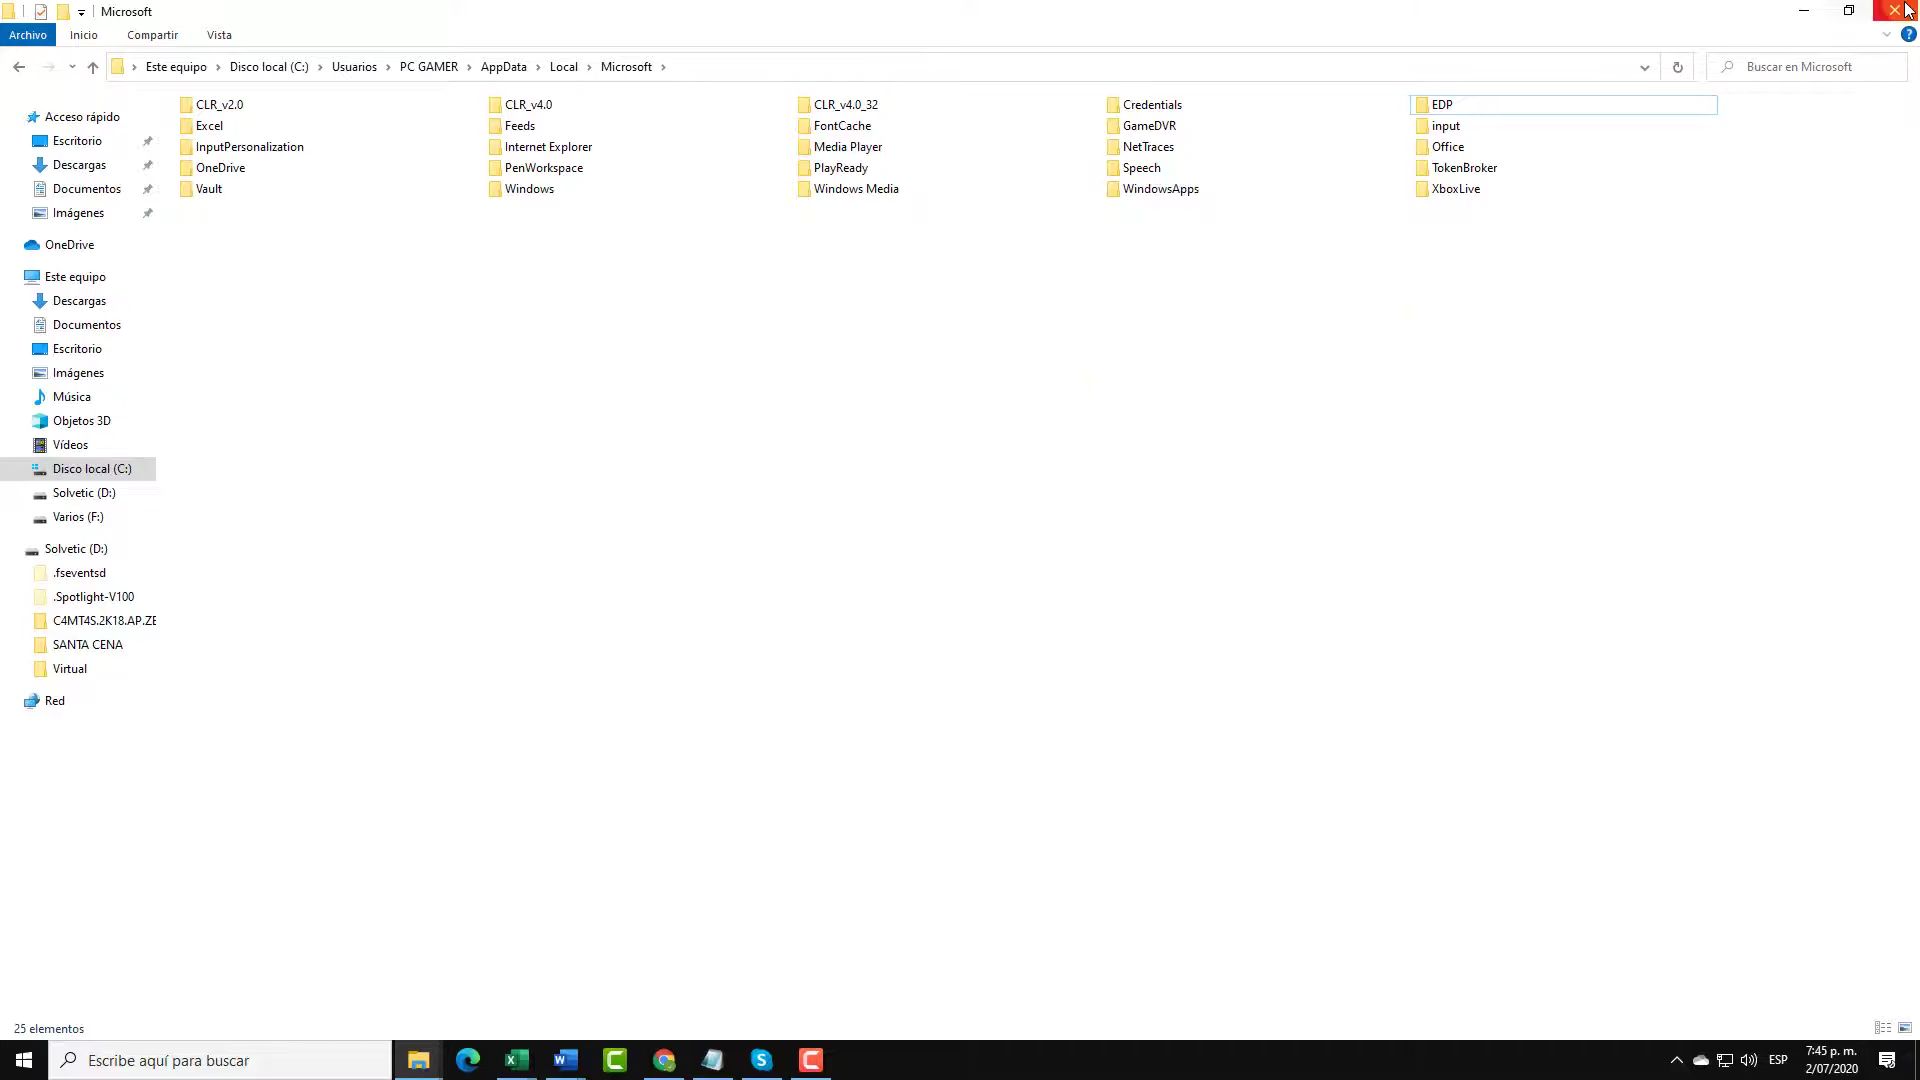 Microsoft
Archivo Inicio Compartir Vista
Este equipo Disco local (C:) Usuarios PC GAMER AppData Local Microsoft
Buscar en Microsoft
CLR_v2.0 CLR_v4.0 CLR_v4.0_32 Credentials EDP
Excel Feeds FontCache GameDVR input
InputPersonalization Internet Explorer Media Player NetTraces Office
OneDrive PenWorkspace PlayReady Speech TokenBroker
Vault Windows Windows Media WindowsApps XboxLive
Acceso rápido
Escritorio
Descargas
Documentos
Imágenes
OneDrive
Este equipo
Descargas
Documentos
Escritorio
Imágenes
Música
Objetos 3D
Vídeos
Disco local (C:)
Solvetic (D:)
Varios (F:)
Solvetic (D:)
.fseventsd
.Spotlight-V100
C4MT4S.2K18.AP.ZE
SANTA CENA
Virtual
Red
25 elementos
Escribe aquí para buscar
ESP
7:45 p. m.
2/07/2020